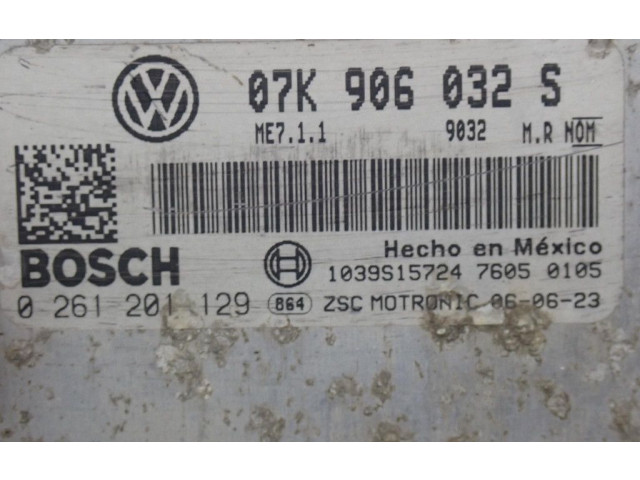 07K 906 032 S
ME7.1.1 9032 M.R NOM
BOSCH Hecho en México
1039S15724 7605 0105
0 261 201 129 864 ZSC MOTRONIC 06-06-23